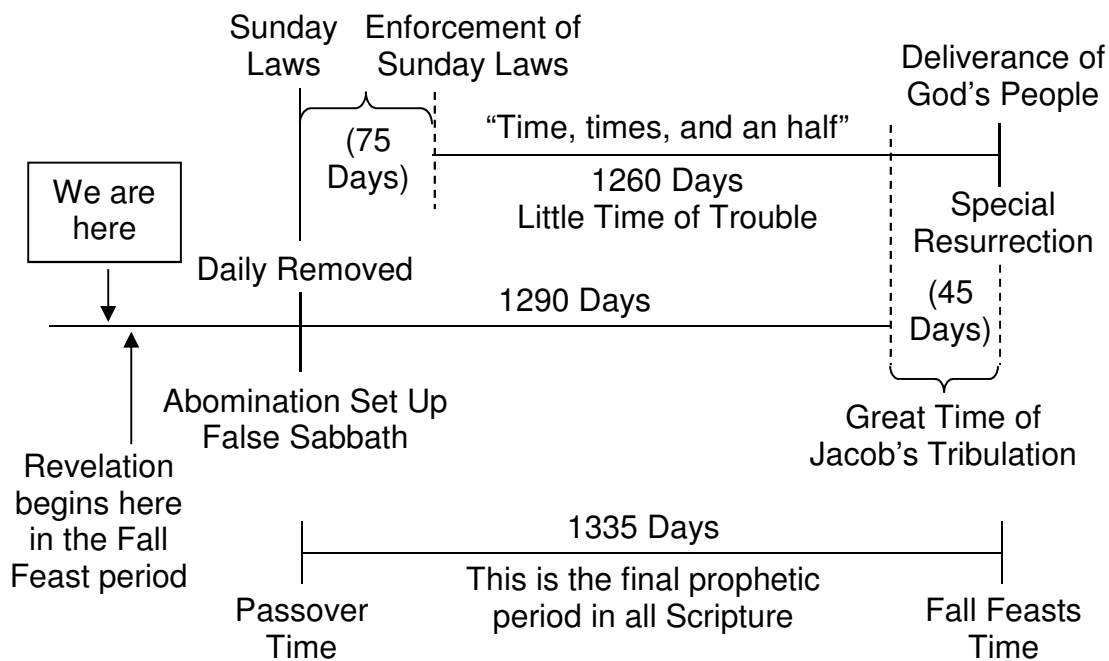 Sunday
Laws
Enforcement of
Sunday Laws
Deliverance of
God's People
(75
Days)
“Time, times, and an half”
1260 Days
Little Time of Trouble
We are
here
Special
Resurrection
Daily Removed
1290 Days
(45
Days)
Abomination Set Up
False Sabbath
Great Time of
Jacob's Tribulation
Revelation
begins here
in the Fall
Feast period
1335 Days
This is the final prophetic
period in all Scripture
Passover
Time
Fall Feasts
Time